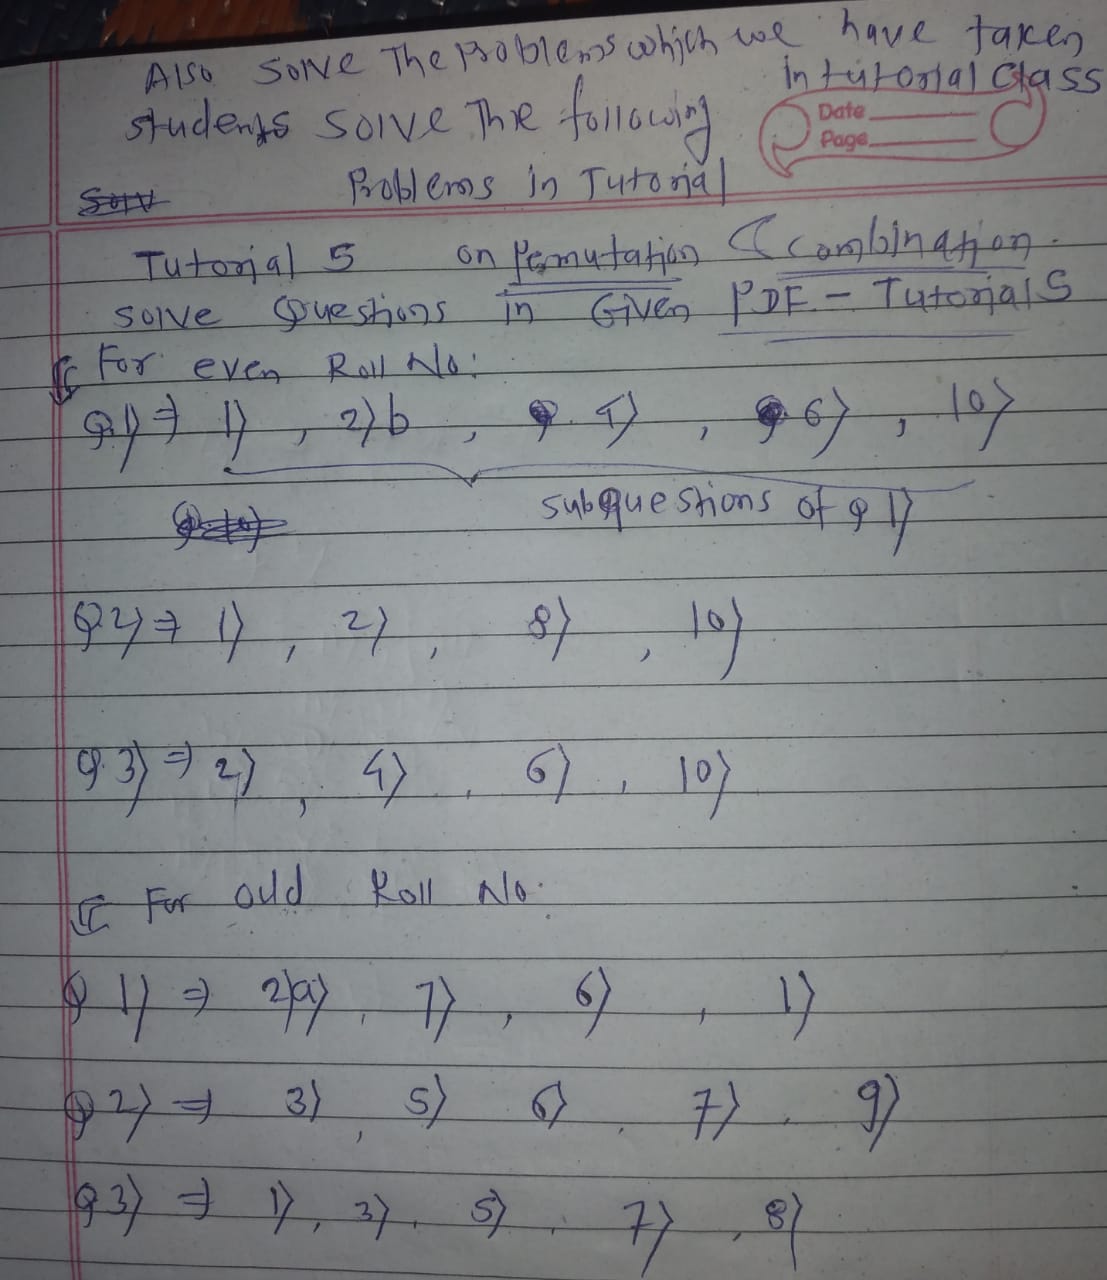 Also solve The problems which we have taken
in tutorial class
students solve The following
Date
Page
Problems in Tutorial
Tutorial 5 on Permutation & combination.
solve Questions in Given PDF - Tutorial 5
For even Roll No:
Q.1) ⇒ 1) , 2) b , 4) , 6) , 10)
subquestions of Q 1)
Q 2) ⇒ 1) , 2) , 8) , 10)
Q.3) ⇒ 2) , 4) , 6) , 10)
For odd Roll No.
Q 1) ⇒ 2) a) , 7) , 6) , 1)
Q 2) ⇒ 3) , 5) 6) , 7) , 9)
Q 3) ⇒ 1) , 3) , 5) , 7) , 8)